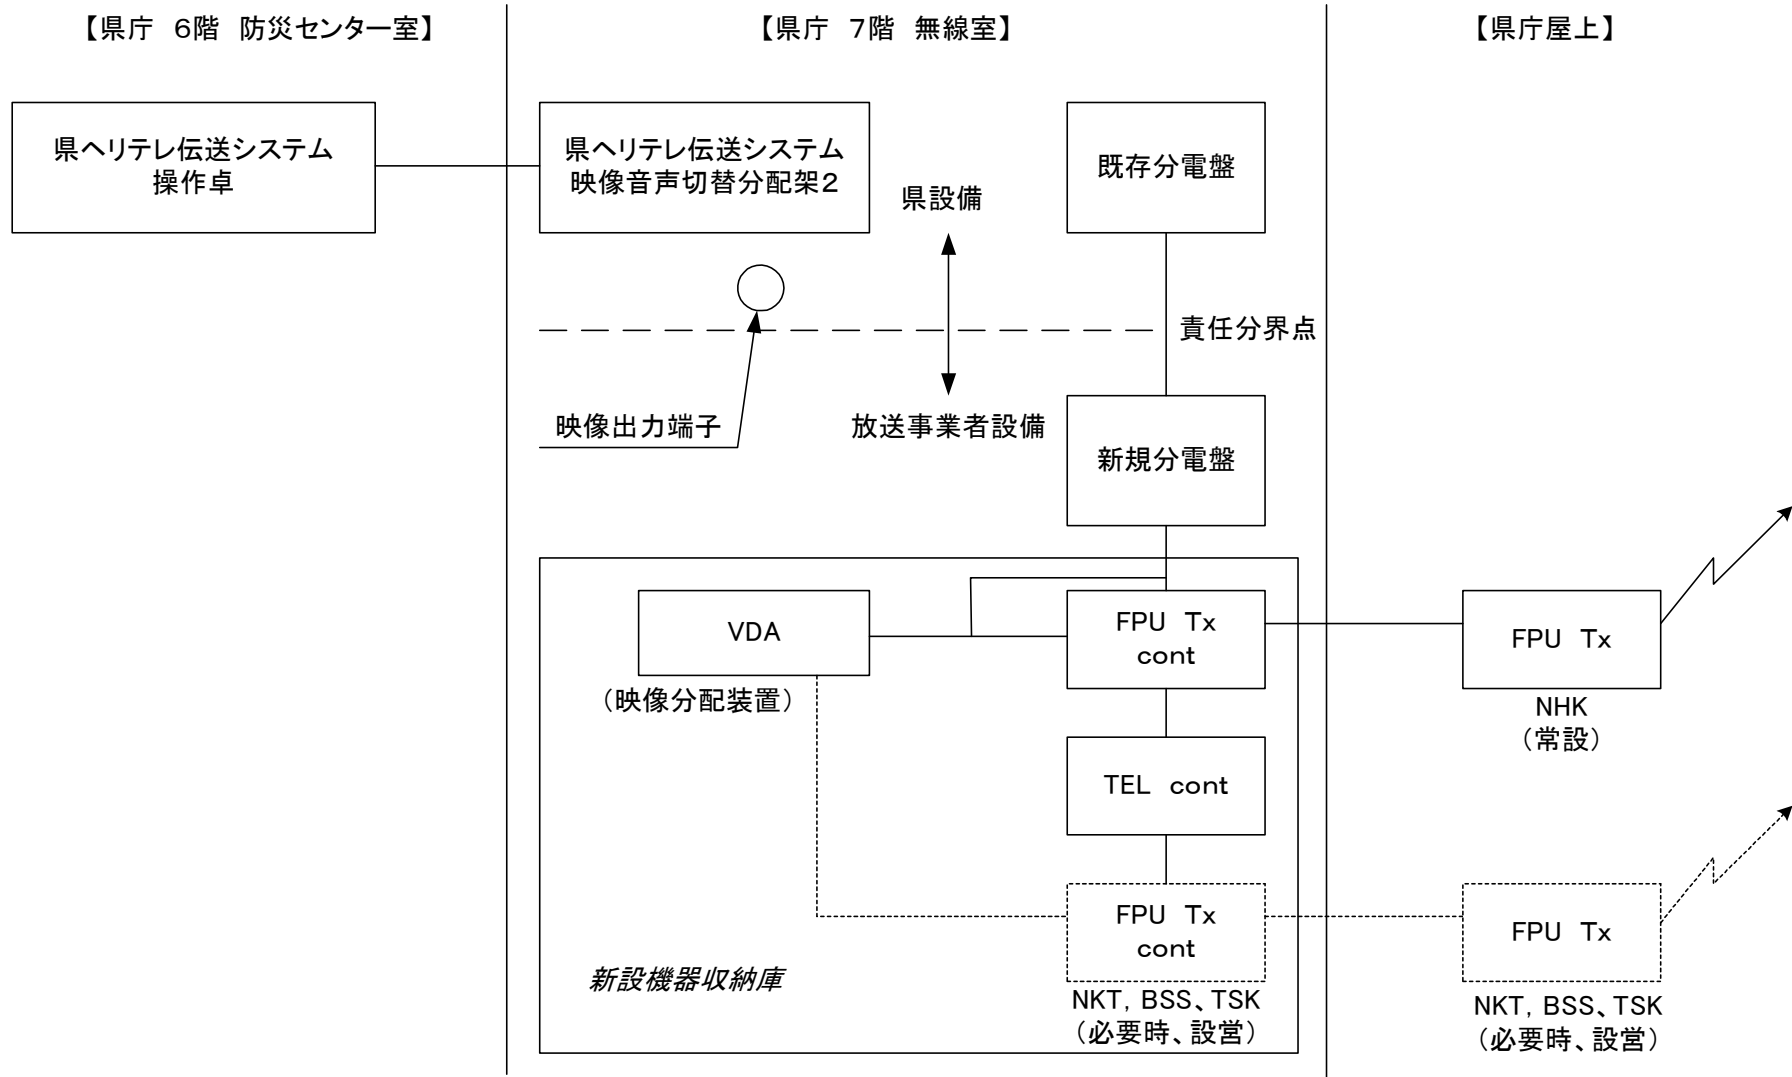 【県庁　6階　防災センター室】
【県庁　7階　無線室】
【県庁屋上】
県ヘリテレ伝送システム
操作卓
県ヘリテレ伝送システム
映像音声切替分配架2
既存分電盤
県設備
責任分界点
映像出力端子
放送事業者設備
新規分電盤
VDA
（映像分配装置）
FPU　Tx
cont
FPU　Tx
NHK
（常設）
TEL　cont
FPU　Tx
cont
FPU　Tx
新設機器収納庫
NKT，BSS、TSK
（必要時、設営）
NKT，BSS、TSK
（必要時、設営）